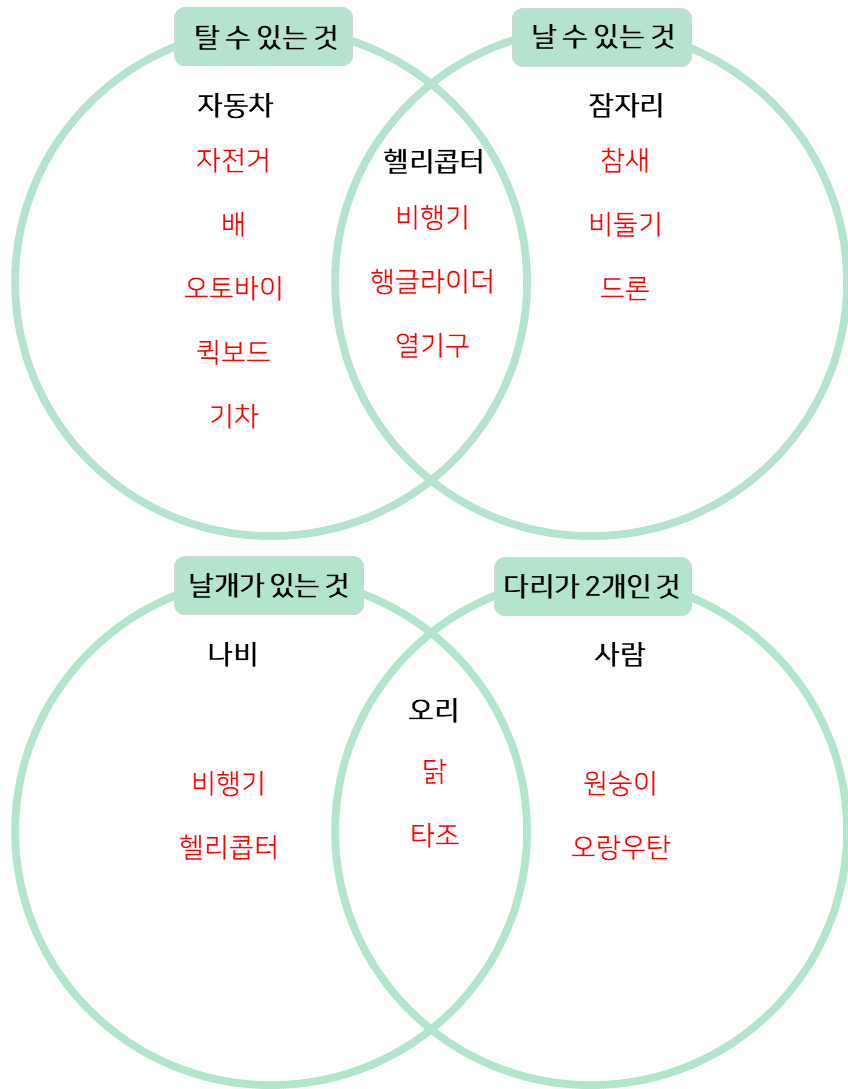 탈 수 있는 것
날 수 있는 것
자동차
잠자리
자전거
헬리콥터
참새
배
비행기
비둘기
오토바이
행글라이더
드론
퀵보드
열기구
기차
날개가 있는 것
다리가 2개인 것
나비
사람
오리
비행기
닭
원숭이
헬리콥터
타조
오랑우탄